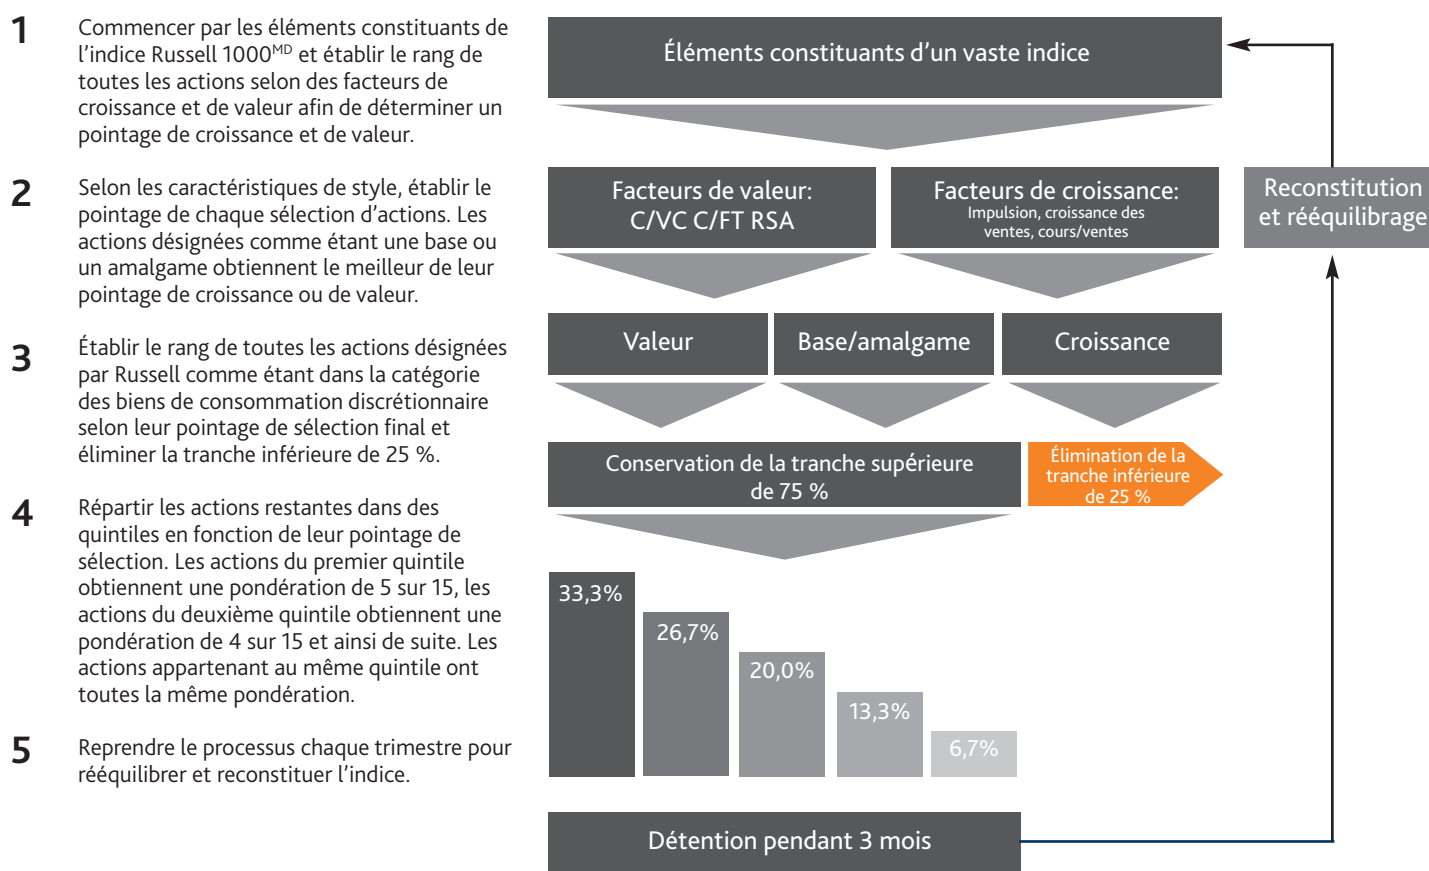 1
Commencer par les éléments constituants de
l’indice Russell 1000ᴹᴰ et établir le rang de
toutes les actions selon des facteurs de
croissance et de valeur afin de déterminer un
pointage de croissance et de valeur.
2
Selon les caractéristiques de style, établir le
pointage de chaque sélection d’actions. Les
actions désignées comme étant une base ou
un amalgame obtiennent le meilleur de leur
pointage de croissance ou de valeur.
3
Établir le rang de toutes les actions désignées
par Russell comme étant dans la catégorie
des biens de consommation discrétionnaire
selon leur pointage de sélection final et
éliminer la tranche inférieure de 25 %.
4
Répartir les actions restantes dans des
quintiles en fonction de leur pointage de
sélection. Les actions du premier quintile
obtiennent une pondération de 5 sur 15, les
actions du deuxième quintile obtiennent une
pondération de 4 sur 15 et ainsi de suite. Les
actions appartenant au même quintile ont
toutes la même pondération.
5
Reprendre le processus chaque trimestre pour
rééquilibrer et reconstituer l’indice.
Éléments constituants d’un vaste indice
Facteurs de valeur:
C/VC C/FT RSA
Facteurs de croissance:
Impulsion, croissance des
ventes, cours/ventes
Reconstitution
et rééquilibrage
Valeur
Base/amalgame
Croissance
Conservation de la tranche supérieure
de 75 %
Élimination de la
tranche inférieure
de 25 %
33,3%
26,7%
20,0%
13,3%
6,7%
Détention pendant 3 mois